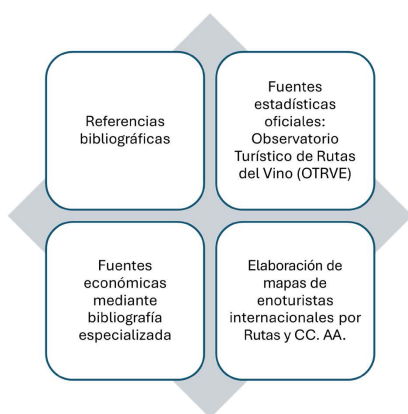 Referencias
bibliográficas
Fuentes
estadísticas
oficiales:
Observatorio
Turístico de Rutas
del Vino (OTRVE)
Fuentes
económicas
mediante
bibliografía
especializada
Elaboración de
mapas de
enoturistas
internacionales por
Rutas y CC. AA.